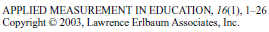 APPLIED MEASUREMENT IN EDUCATION, 16(1), 1–26
Copyright © 2003, Lawrence Erlbaum Associates, Inc.